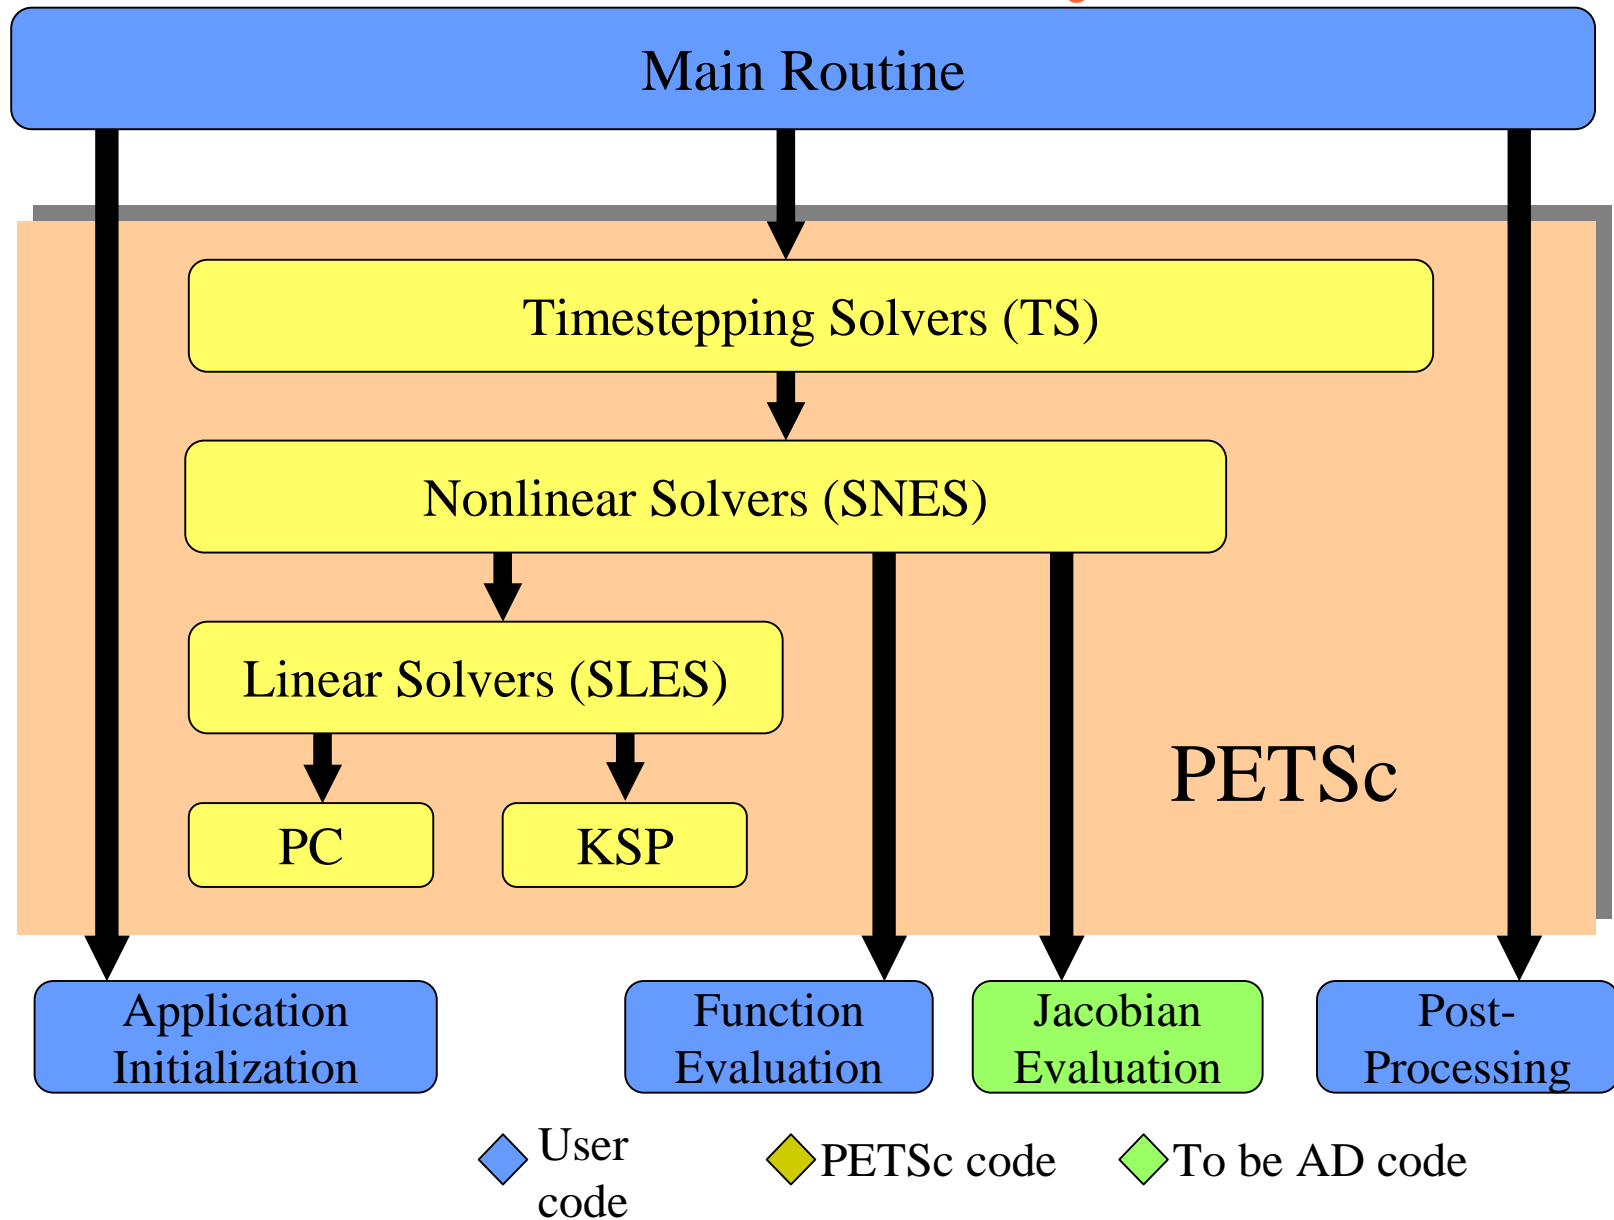 Main Routine
Timestepping Solvers (TS)
Nonlinear Solvers (SNES)
Linear Solvers (SLES)
PETSc
PC
KSP
Application
Initialization
Function
Evaluation
Jacobian
Evaluation
Post-
Processing
User
code
PETSc code
To be AD code